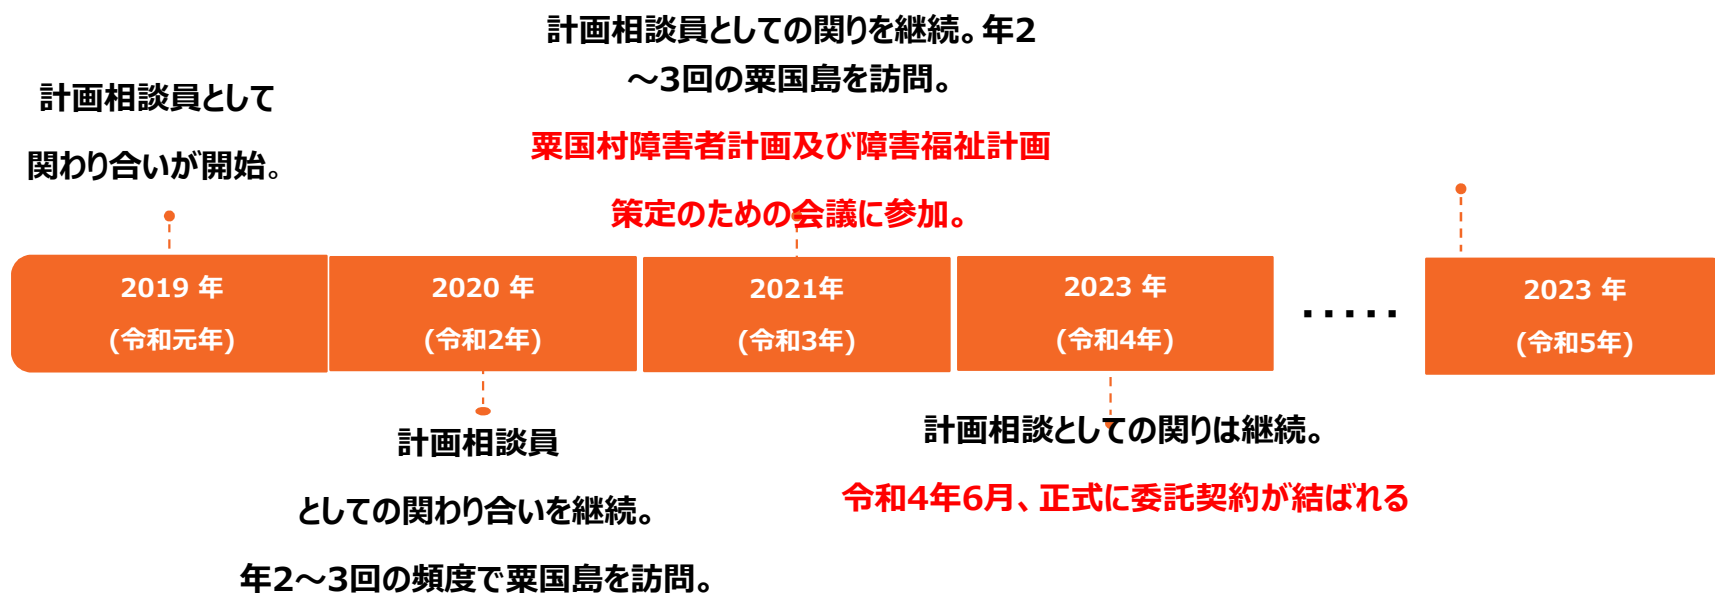 計画相談員として
関わり合いが開始。
計画相談員としての関りを継続。年2
～3回の粟国島を訪問。
粟国村障害者計画及び障害福祉計画
策定のための会議に参加。
2019 年
(令和元年)
2020 年
(令和2年)
2021年
(令和3年)
2023 年
(令和4年)
・・・・・
2023 年
(令和5年)
計画相談員
としての関わり合いを継続。
年2～3回の頻度で粟国島を訪問。
計画相談としての関りは継続。
令和4年6月、正式に委託契約が結ばれる